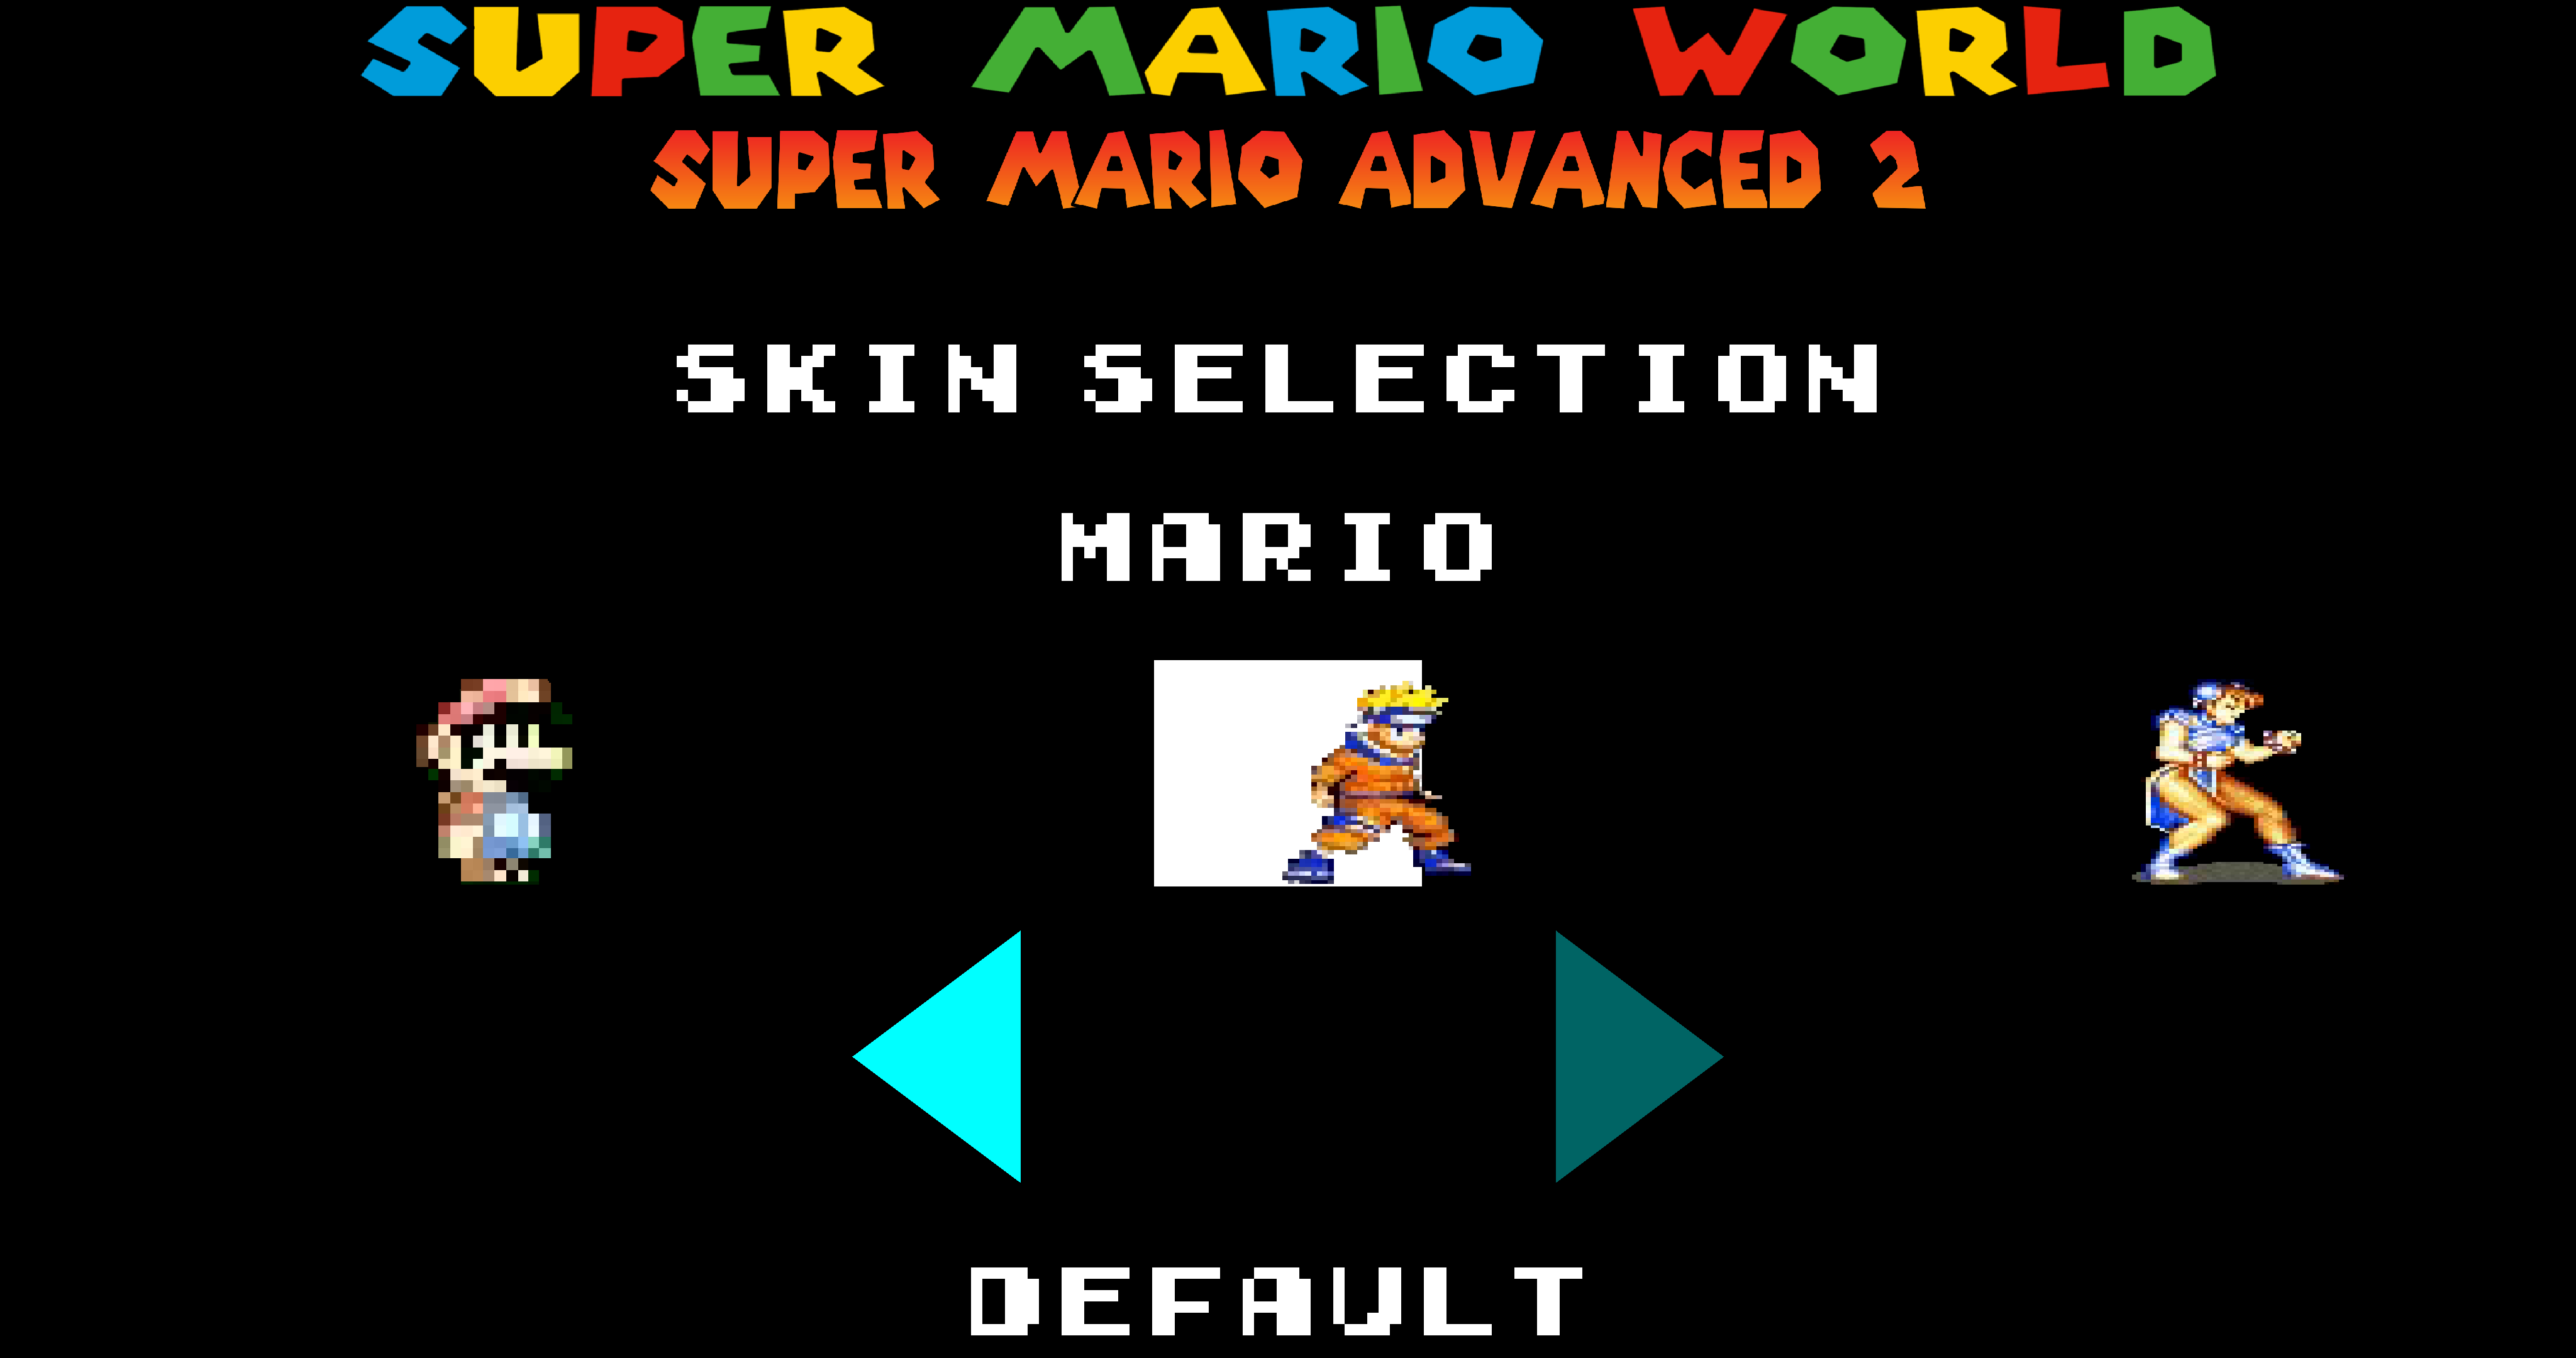 SUPER MARIO WORLD
SUPER MARIO ADVANCED 2
SKIN SELECTION
MARIO
DEFAULT